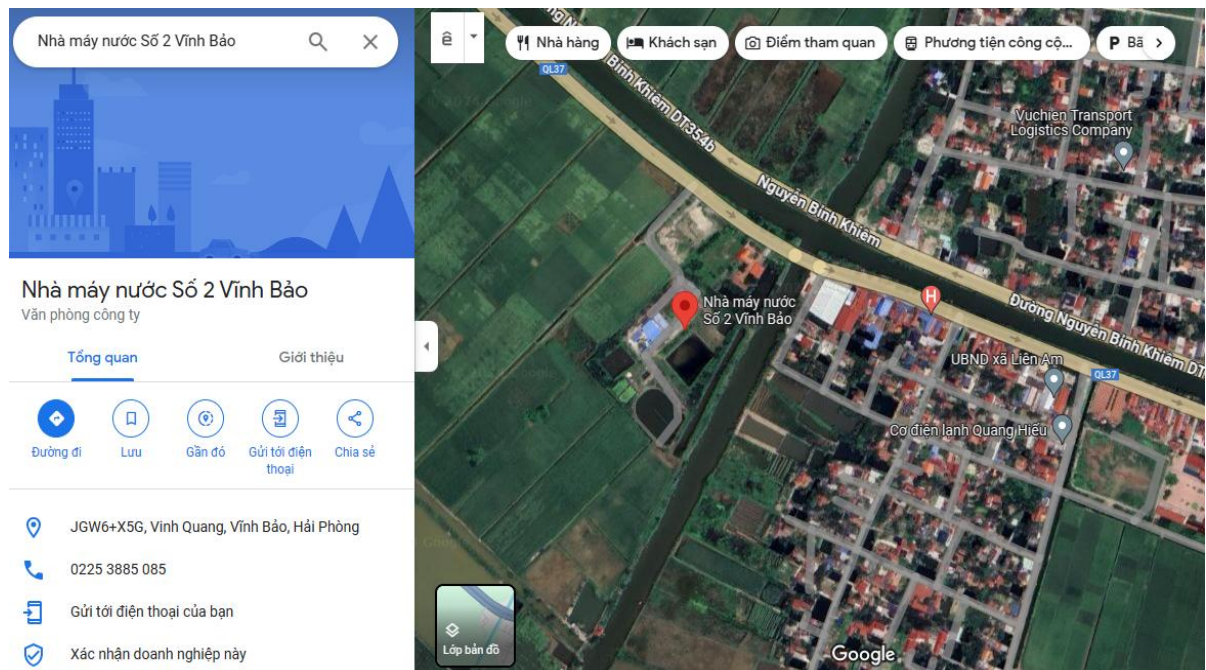 Nhà máy nước Số 2 Vĩnh Bảo
Nhà máy nước Số 2 Vĩnh Bảo
Văn phòng công ty
Tổng quan
Giới thiệu
Đường đi
Lưu
Gần đó
Gửi tới điện
thoại
Chia sẻ
JGW6+X5G, Vinh Quang, Vĩnh Bảo, Hải Phòng
0225 3885 085
Gửi tới điện thoại của bạn
Xác nhận doanh nghiệp này
ê
Nhà hàng
Khách sạn
Điểm tham quan
Phương tiện công cộ...
P Bã
QL37
Bỉnh Khiêm DT354b
Nguyễn Bỉnh Khiêm
Vuchien Transport
Logistics Company
Nhà máy nước
Số 2 Vĩnh Bảo
H
Đường Nguyễn Bỉnh Khiêm DT
UBND xã Liên Am
QL37
Cơ điện lạnh Quang Hiếu
Lớp bản đồ
Google